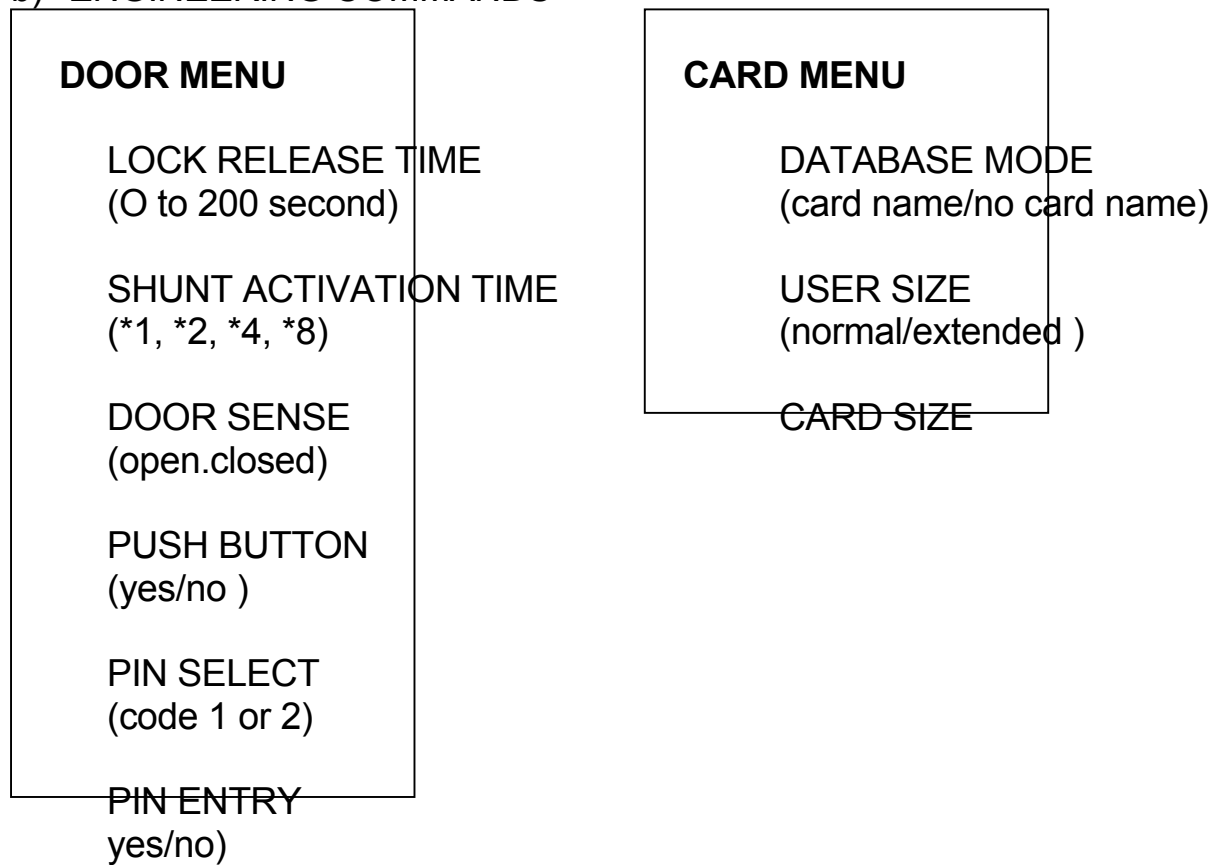 b) ENGINEERING COMMANDS
DOOR MENU
LOCK RELEASE TIME
(O to 200 second)
SHUNT ACTIVATION TIME
(*1, *2, *4, *8)
DOOR SENSE
(open.closed)
PUSH BUTTON
(yes/no )
PIN SELECT
(code 1 or 2)
PIN ENTRY
yes/no)
CARD MENU
DATABASE MODE
(card name/no card name)
USER SIZE
(normal/extended )
CARD SIZE